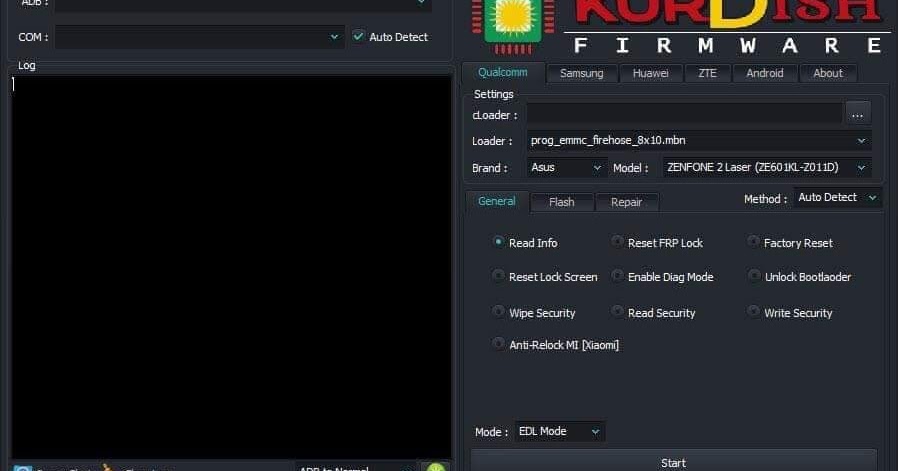 ADB :
COM :
Auto Detect
Log
KURDISH
FIRMWARE
Qualcomm Samsung Huawei ZTE Android About
Settings
cLoader : ...
Loader : prog_emmc_firehose_8x10.mbn
Brand : Asus Model : ZENFONE 2 Laser (ZE601KL-Z011D)
General Flash Repair Method : Auto Detect
Read Info Reset FRP Lock Factory Reset
Reset Lock Screen Enable Diag Mode Unlock Bootlaoder
Wipe Security Read Security Write Security
Anti-Relock MI [Xiaomi]
Mode : EDL Mode
ADB to Normal
Start